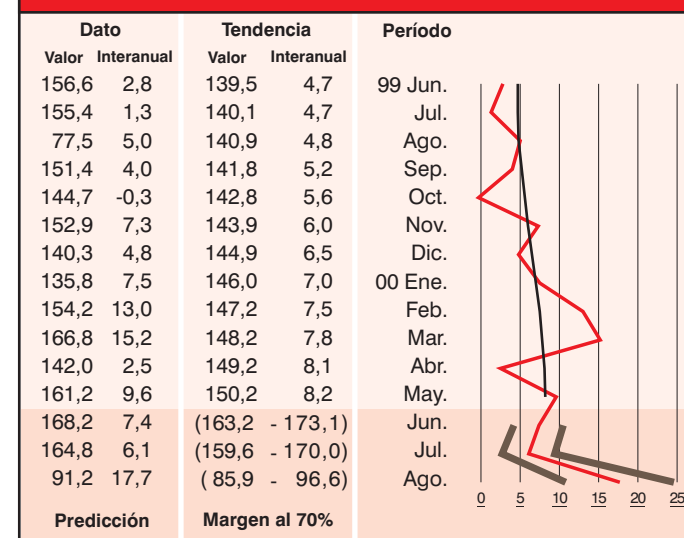 Dato Tendencia Período
Valor Interanual Valor Interanual
156,6 2,8 139,5 4,7 99 Jun.
155,4 1,3 140,1 4,7 Jul.
77,5 5,0 140,9 4,8 Ago.
151,4 4,0 141,8 5,2 Sep.
144,7 -0,3 142,8 5,6 Oct.
152,9 7,3 143,9 6,0 Nov.
140,3 4,8 144,9 6,5 Dic.
135,8 7,5 146,0 7,0 00 Ene.
154,2 13,0 147,2 7,5 Feb.
166,8 15,2 148,2 7,8 Mar.
142,0 2,5 149,2 8,1 Abr.
161,2 9,6 150,2 8,2 May.
168,2 7,4 (163,2 - 173,1) Jun.
164,8 6,1 (159,6 - 170,0) Jul.
91,2 17,7 ( 85,9 - 96,6) Ago.
0 5 10 15 20 25
Predicción Margen al 70%